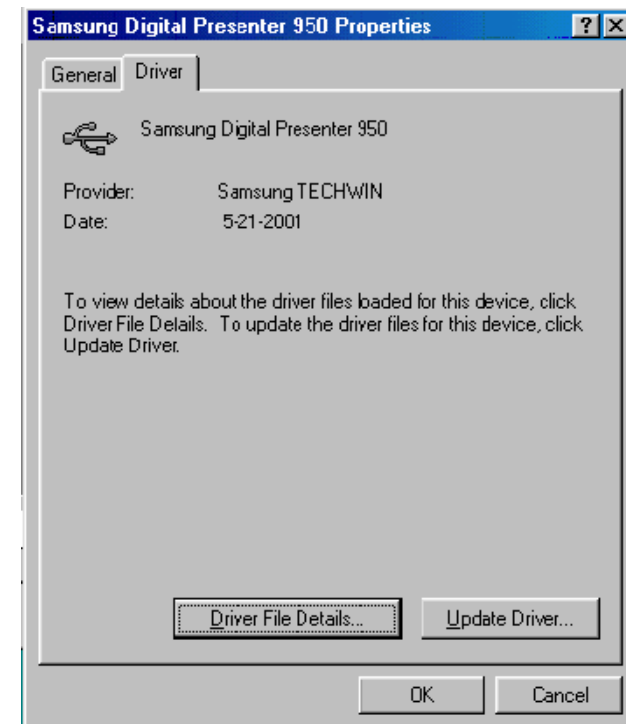 Samsung Digital Presenter 950 Properties
General Driver
Samsung Digital Presenter 950
Provider: Samsung TECHWIN
Date: 5-21-2001
To view details about the driver files loaded for this device, click
Driver File Details. To update the driver files for this device, click
Update Driver.
Driver File Details... Update Driver...
OK Cancel